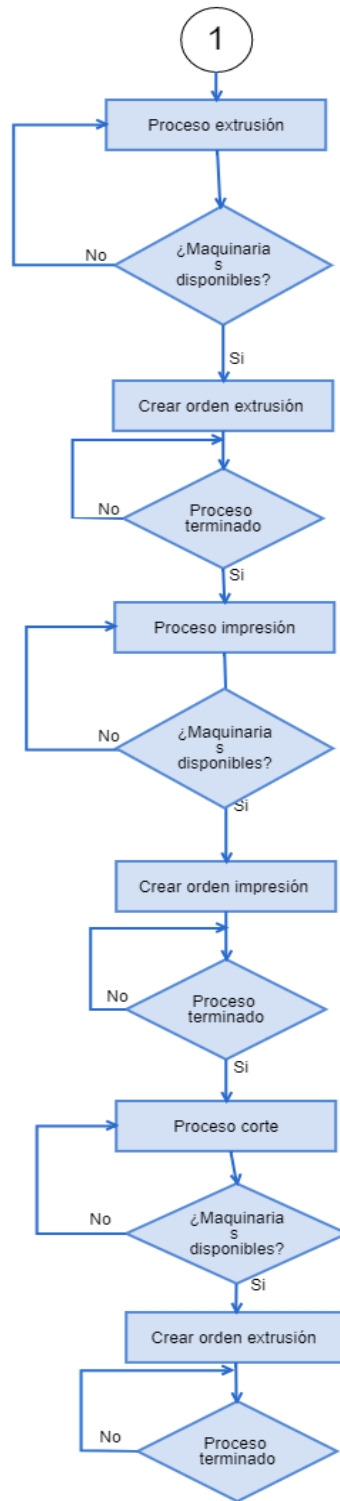 1
Proceso extrusión
¿Maquinaria
s
disponibles?
No
Si
Crear orden extrusión
No
Proceso
terminado
Si
Proceso impresión
¿Maquinaria
s
disponibles?
No
Si
Crear orden impresión
No
Proceso
terminado
Si
Proceso corte
¿Maquinaria
s
disponibles?
No
Si
Crear orden extrusión
No
Proceso
terminado